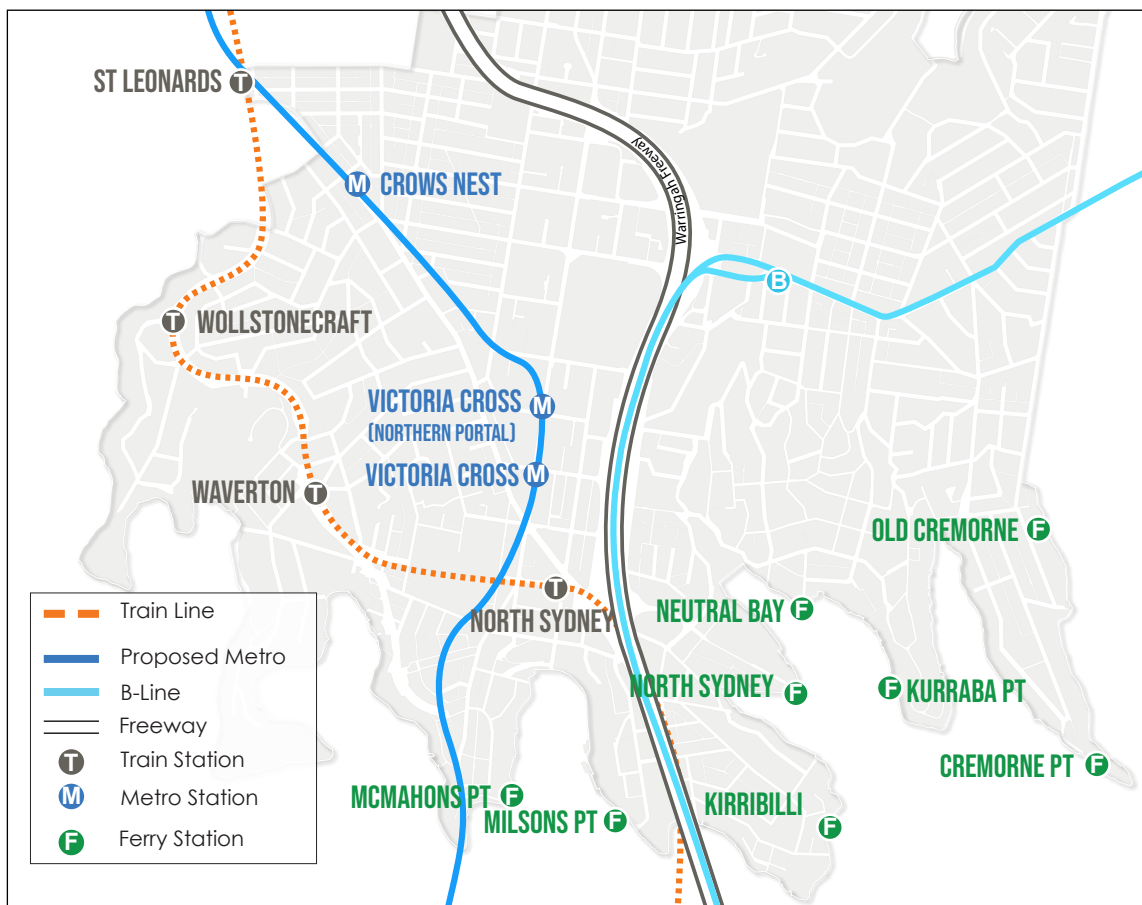 ST LEONARDS T
M CROWS NEST
Warringah Freeway
B
T WOLLSTONECRAFT
VICTORIA CROSS M
(NORTHERN PORTAL)
VICTORIA CROSS M
WAVERTON T
OLD CREMORNE F
T
NORTH SYDNEY
NEUTRAL BAY F
NORTH SYDNEY F
F KURRABA PT
CREMORNE PT F
MCMAHONS PT F
MILSONS PT F
KIRRIBILLI
F
Train Line
Proposed Metro
B-Line
Freeway
T Train Station
M Metro Station
F Ferry Station